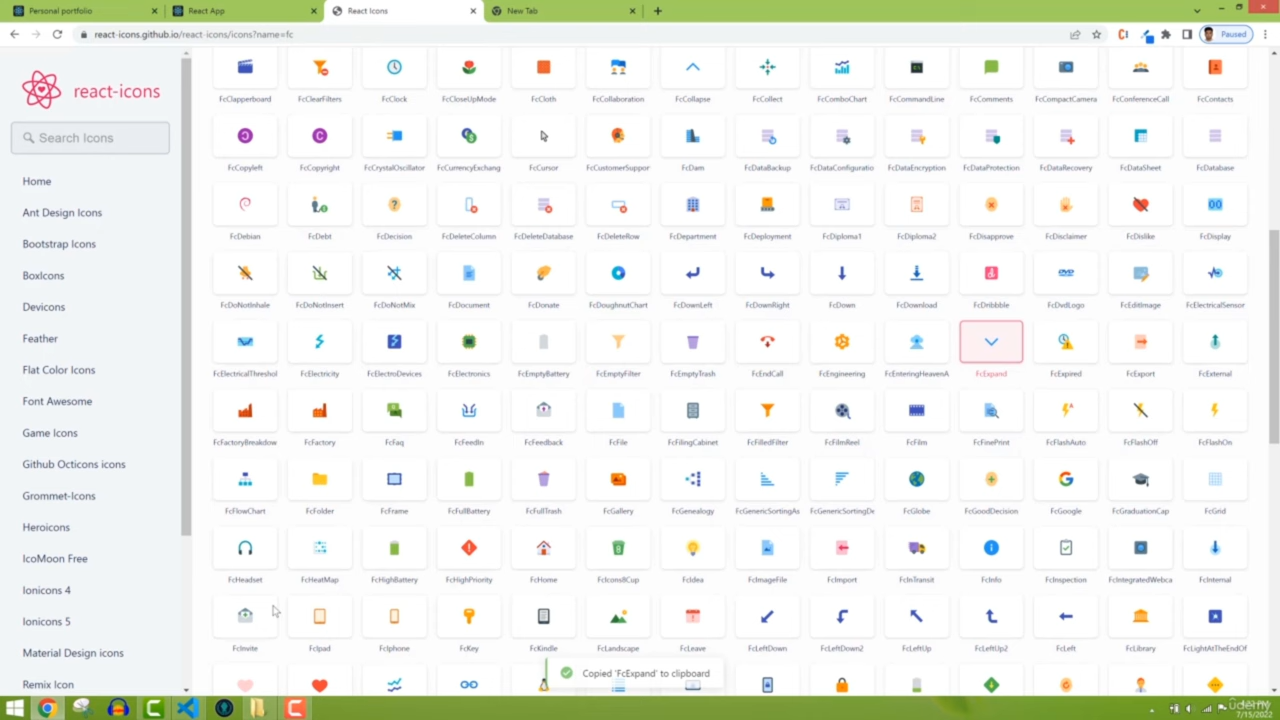 Personal portfolio
React App
React Icons
New Tab
react-icons.github.io/react-icons/icons?name=fc
Paused
react-icons
Search Icons
Home
Ant Design Icons
Bootstrap Icons
BoxIcons
Devicons
Feather
Flat Color Icons
Font Awesome
Game Icons
Github Octicons icons
Grommet-Icons
Heroicons
IcoMoon Free
Ionicons 4
Ionicons 5
Material Design icons
Remix Icon
FcClapperboard FcClearFilters FcClock FcCloseUpMode FcCloth FcCollaboration FcCollapse FcCollect FcComboChart FcCommandLine FcComments FcCompactCamera FcConferenceCall FcContacts
FcCopyleft FcCopyright FcCrystalOscillator FcCurrencyExchang FcCursor FcCustomerSuppor FcDam FcDataBackup FcDataConfiguratio FcDataEncryption FcDataProtection FcDataRecovery FcDataSheet FcDatabase
FcDebian FcDebt FcDecision FcDeleteColumn FcDeleteDatabase FcDeleteRow FcDepartment FcDeployment FcDiploma1 FcDiploma2 FcDisapprove FcDisclaimer FcDislike FcDisplay
FcDoNotInhale FcDoNotInsert FcDoNotMix FcDocument FcDonate FcDoughnutChart FcDownLeft FcDownRight FcDown FcDownload FcDribbble FcDvdLogo FcEditImage FcElectricalSensor
FcElectricalThreshol FcElectricity FcElectroDevices FcElectronics FcEmptyBattery FcEmptyFilter FcEmptyTrash FcEndCall FcEngineering FcEnteringHeavenA FcExpand FcExpired FcExport FcExternal
FcFactoryBreakdow FcFactory FcFaq FcFeedIn FcFeedback FcFile FcFilingCabinet FcFilledFilter FcFilmReel FcFilm FcFinePrint FcFlashAuto FcFlashOff FcFlashOn
FcFlowChart FcFolder FcFrame FcFullBattery FcFullTrash FcGallery FcGenealogy FcGenericSortingAs FcGenericSortingDe FcGlobe FcGoodDecision FcGoogle FcGraduationCap FcGrid
FcHeadset FcHeatMap FcHighBattery FcHighPriority FcHome FcIcons8Cup FcIdea FcImageFile FcImport FcInTransit FcInfo FcInspection FcIntegratedWebca FcInternal
FcInvite FcIpad FcIphone FcKey FcKindle FcLandscape FcLeave FcLeftDown FcLeftDown2 FcLeftUp FcLeftUp2 FcLeft FcLibrary FcLightAtTheEndOf
Copied 'FcExpand' to clipboard
udemy
7/15/2022